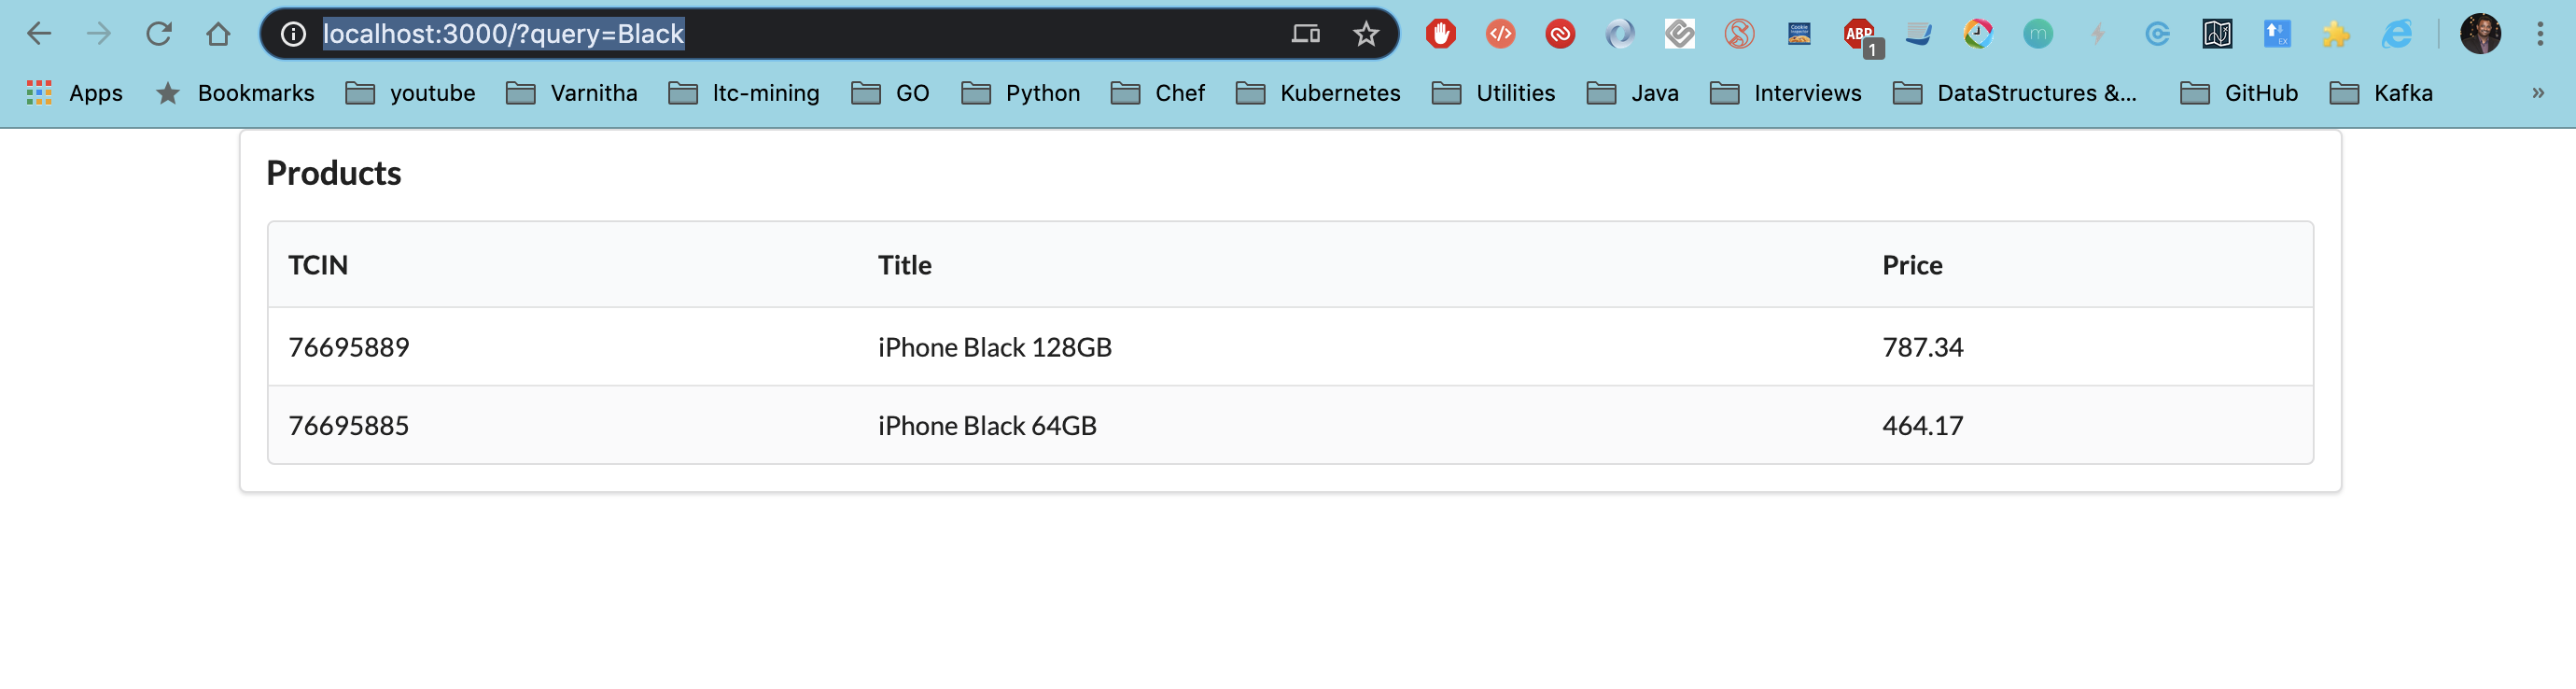 localhost:3000/?query=Black
ABP 1
Apps Bookmarks youtube Varnitha ltc-mining GO Python Chef Kubernetes Utilities Java Interviews DataStructures &... GitHub Kafka »
Products
TCIN Title Price
76695889 iPhone Black 128GB 787.34
76695885 iPhone Black 64GB 464.17